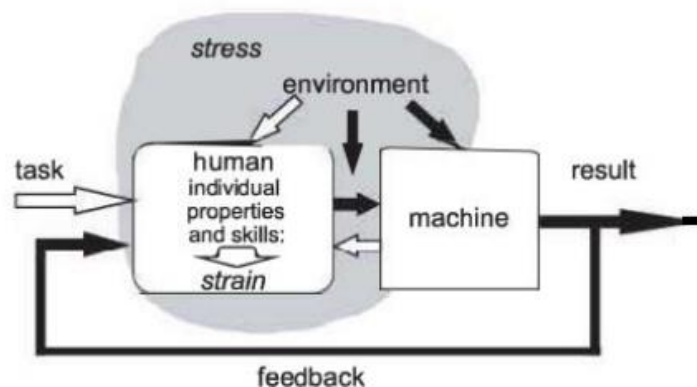 stress
environment
task
human
individual
properties
and skills:
strain
machine
result
feedback